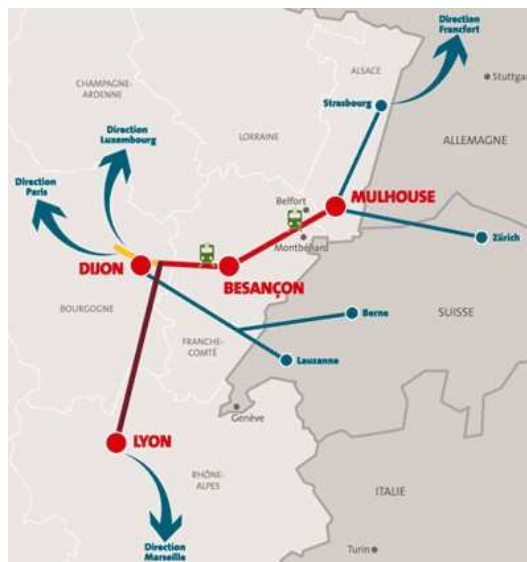 Direction
Francfort
ALSACE
Stuttgar
CHAMPAGNE-
ARDENNE
Strasbourg
Direction
Luxembourg
LORRAINE
ALLEMAGNE
Direction
Paris
Belfort
MULHOUSE
Montbéliard
Zürich
DIJON
BESANÇON
BOURGOGNE
Berne
SUISSE
FRANCHE-
COMTÉ
Lausanne
Genève
LYON
RHÔNE-
ALPES
ITALIE
Direction
Marseille
Turin